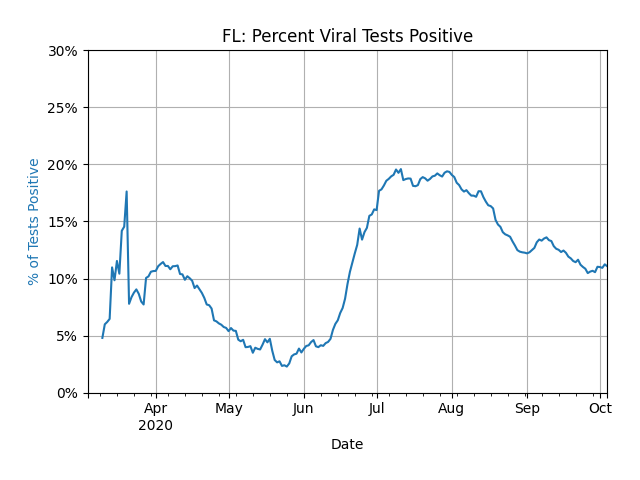 FL: Percent Viral Tests Positive
30%
25%
20%
15%
10%
5%
0%
% of Tests Positive
Apr May Jun Jul Aug Sep Oct
2020
Date